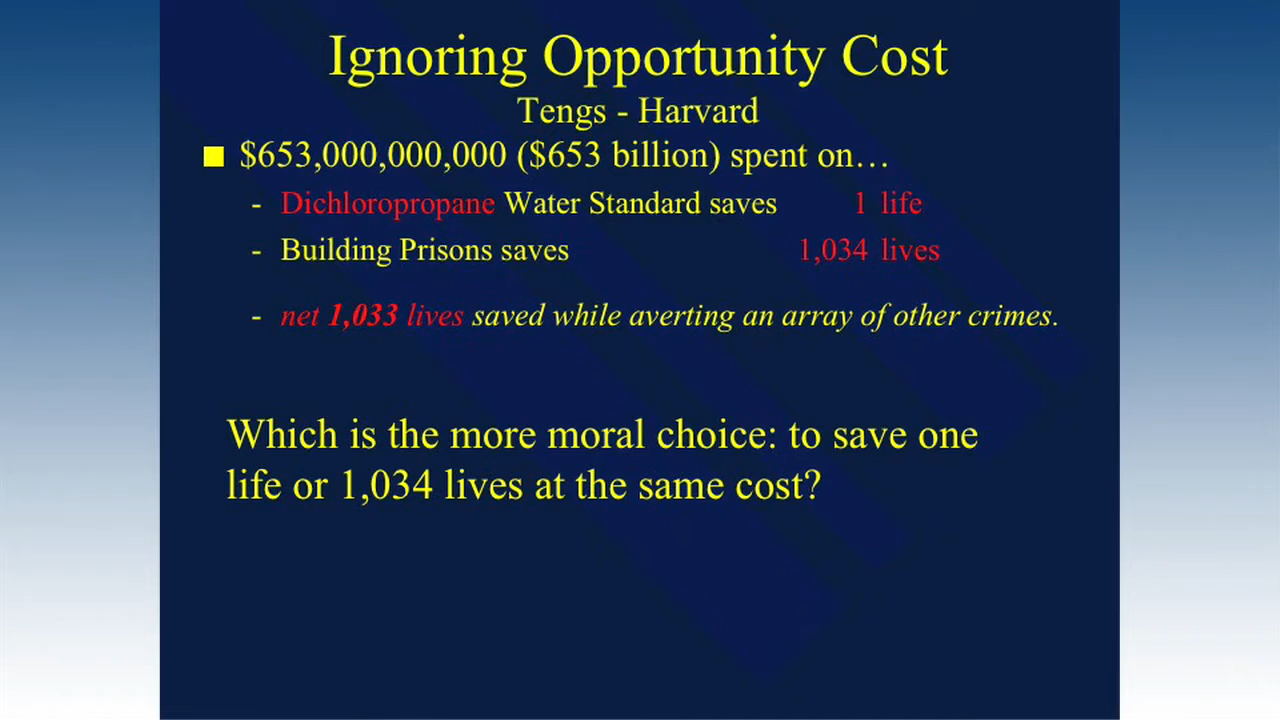 Ignoring Opportunity Cost
Tengs - Harvard
■ $653,000,000,000 ($653 billion) spent on…
- Dichloropropane Water Standard saves 1 life
- Building Prisons saves 1,034 lives
- net 1,033 lives saved while averting an array of other crimes.
Which is the more moral choice: to save one
life or 1,034 lives at the same cost?